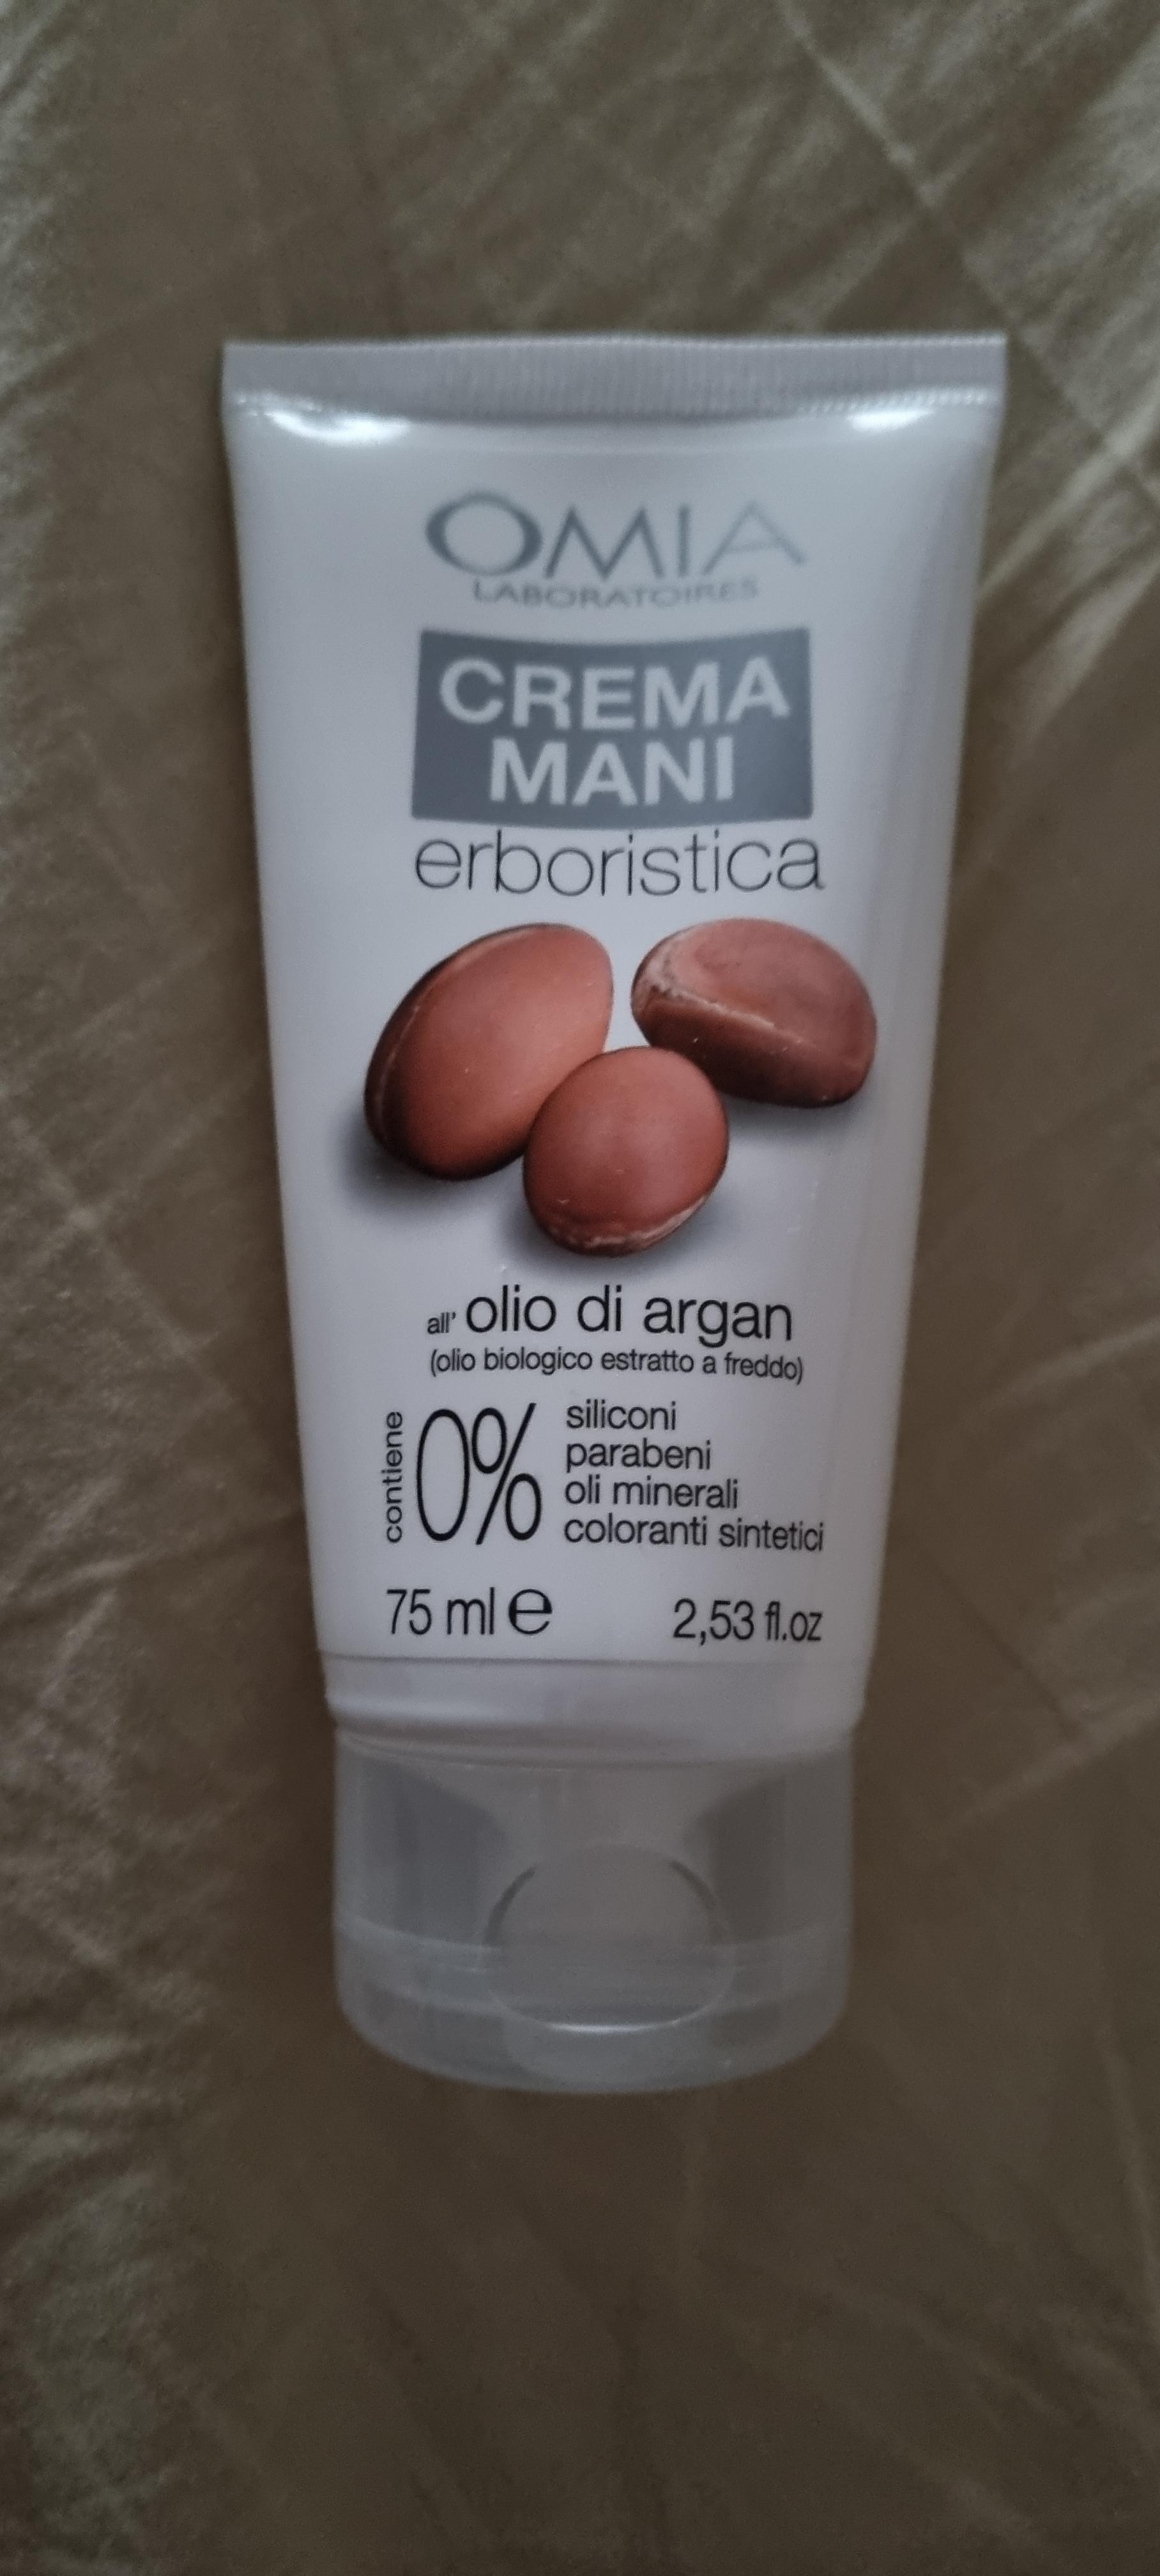 OMIA
LABORATOIRES
CREMA
MANI
erboristica
all' olio di argan
(olio biologico estratto a freddo)
contiene
0%
siliconi
parabeni
oli minerali
coloranti sintetici
75 ml e 2,53 fl.oz